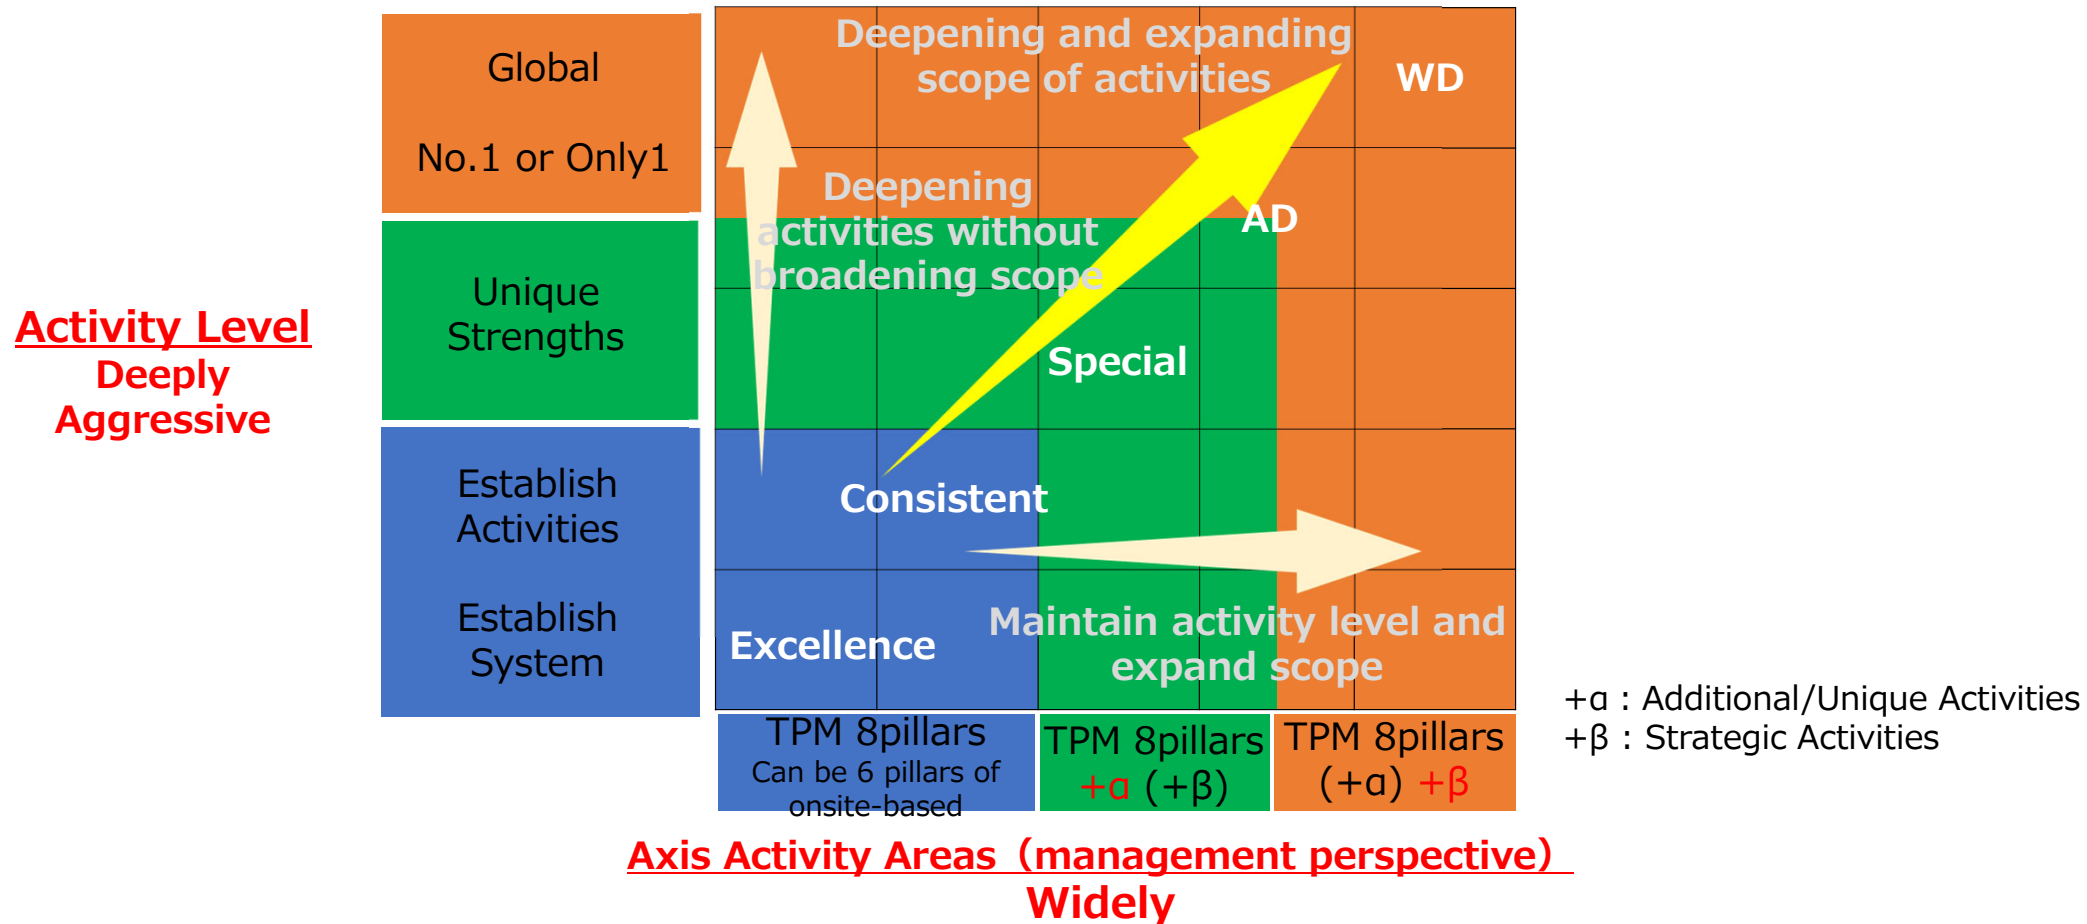 Global
No.1 or Only1
Unique
Strengths
Establish
Activities
Establish
System
Activity Level
Deeply
Aggressive
Deepening and expanding
scope of activities
WD
Deepening
activities without
broadening scope
AD
Special
Consistent
Excellence
Maintain activity level and
expand scope
TPM 8pillars
Can be 6 pillars of
onsite-based
TPM 8pillars
+α (+β)
TPM 8pillars
(+α) +β
+α : Additional/Unique Activities
+β : Strategic Activities
Axis Activity Areas（management perspective）
Widely